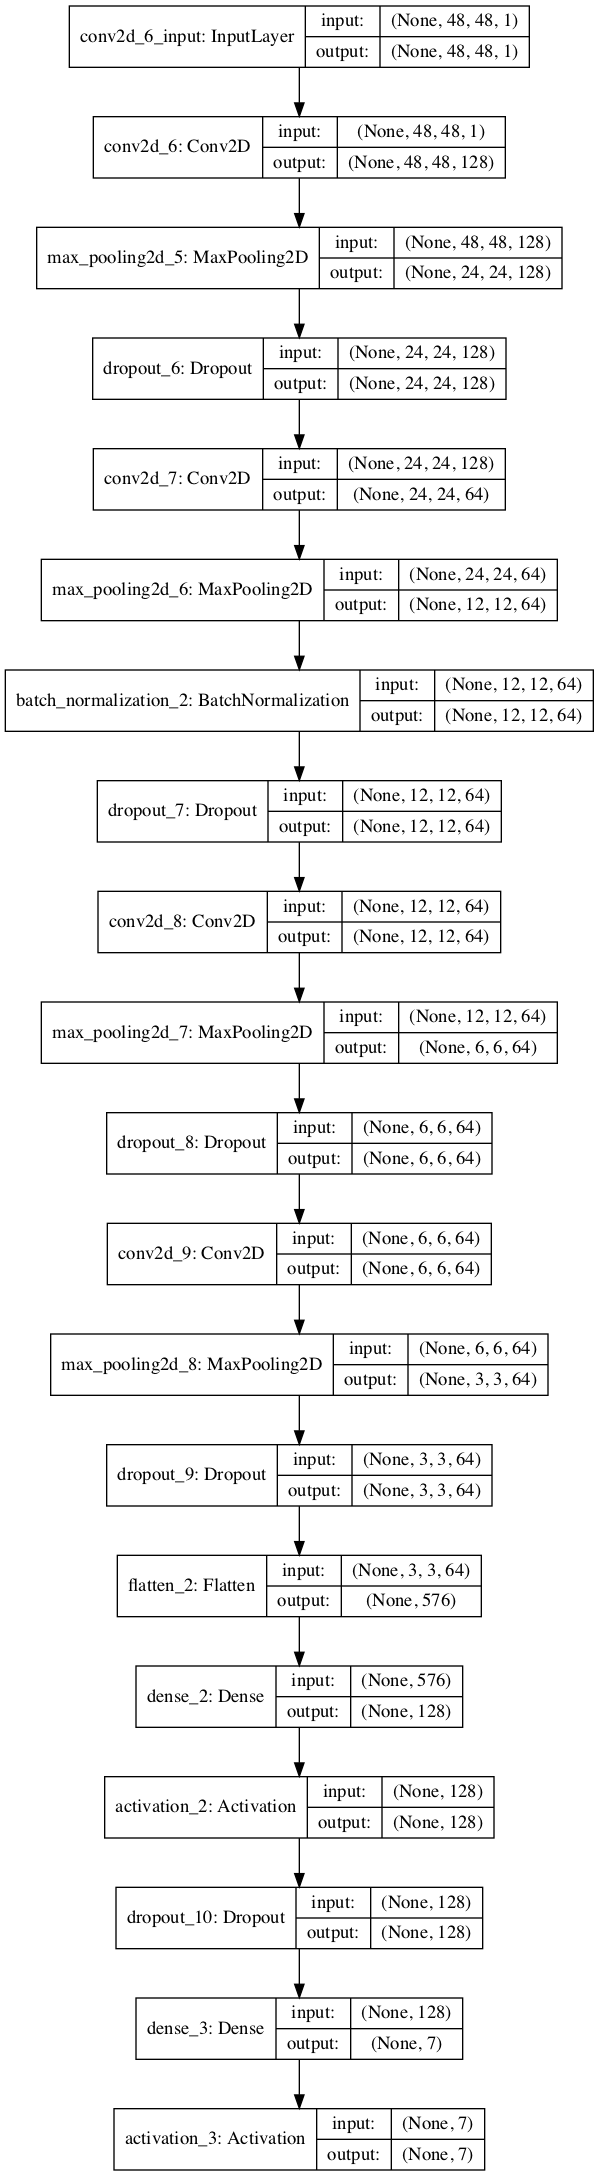 conv2d_6_input: InputLayer
input: (None, 48, 48, 1)
output: (None, 48, 48, 1)
conv2d_6: Conv2D
input: (None, 48, 48, 1)
output: (None, 48, 48, 128)
max_pooling2d_5: MaxPooling2D
input: (None, 48, 48, 128)
output: (None, 24, 24, 128)
dropout_6: Dropout
input: (None, 24, 24, 128)
output: (None, 24, 24, 128)
conv2d_7: Conv2D
input: (None, 24, 24, 128)
output: (None, 24, 24, 64)
max_pooling2d_6: MaxPooling2D
input: (None, 24, 24, 64)
output: (None, 12, 12, 64)
batch_normalization_2: BatchNormalization
input: (None, 12, 12, 64)
output: (None, 12, 12, 64)
dropout_7: Dropout
input: (None, 12, 12, 64)
output: (None, 12, 12, 64)
conv2d_8: Conv2D
input: (None, 12, 12, 64)
output: (None, 12, 12, 64)
max_pooling2d_7: MaxPooling2D
input: (None, 12, 12, 64)
output: (None, 6, 6, 64)
dropout_8: Dropout
input: (None, 6, 6, 64)
output: (None, 6, 6, 64)
conv2d_9: Conv2D
input: (None, 6, 6, 64)
output: (None, 6, 6, 64)
max_pooling2d_8: MaxPooling2D
input: (None, 6, 6, 64)
output: (None, 3, 3, 64)
dropout_9: Dropout
input: (None, 3, 3, 64)
output: (None, 3, 3, 64)
flatten_2: Flatten
input: (None, 3, 3, 64)
output: (None, 576)
dense_2: Dense
input: (None, 576)
output: (None, 128)
activation_2: Activation
input: (None, 128)
output: (None, 128)
dropout_10: Dropout
input: (None, 128)
output: (None, 128)
dense_3: Dense
input: (None, 128)
output: (None, 7)
activation_3: Activation
input: (None, 7)
output: (None, 7)